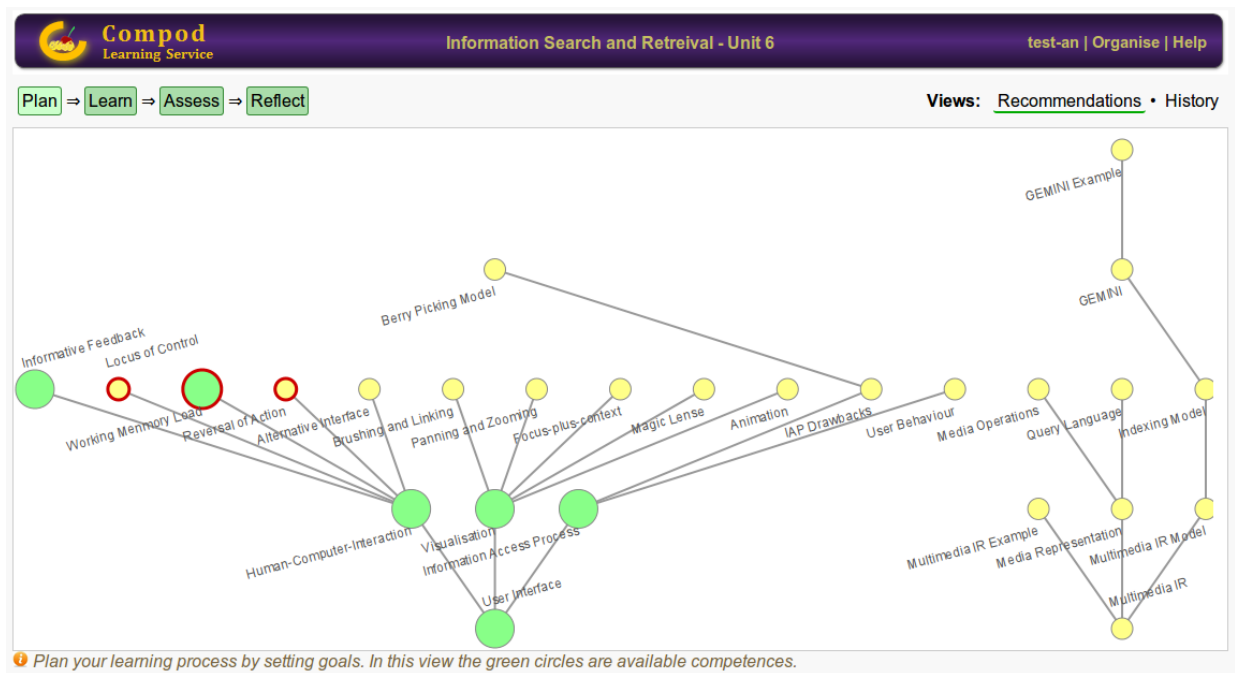 Compod
Learning Service
Information Search and Retreival - Unit 6
test-an | Organise | Help
Plan ⇒ Learn ⇒ Assess ⇒ Reflect
Views: Recommendations • History
GEMINI Example
Berry Picking Model
GEMINI
Informative Feedback
Locus of Control
Working Menmory Load
Reversal of Action
Alternative Interface
Brushing and Linking
Panning and Zooming
Focus-plus-context
Magic Lense
Animation
IAP Drawbacks
User Behaviour
Media Operations
Query Language
Indexing Model
Human-Computer-Interaction
Visualisation
Information Access Process
Multimedia IR Example
Media Representation
Multimedia IR Model
User Interface
Multimedia IR
Plan your learning process by setting goals. In this view the green circles are available competences.